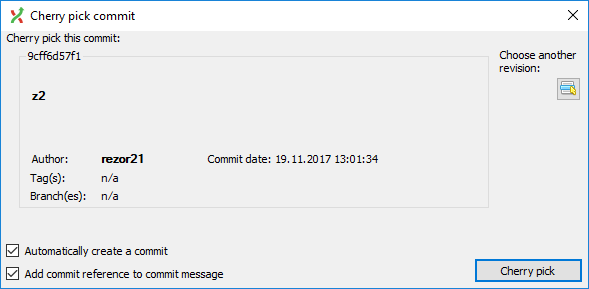 Cherry pick commit
Cherry pick this commit:
9cff6d57f1
Choose another
revision:
z2
Author: rezor21 Commit date: 19.11.2017 13:01:34
Tag(s): n/a
Branch(es): n/a
Automatically create a commit
Add commit reference to commit message
Cherry pick